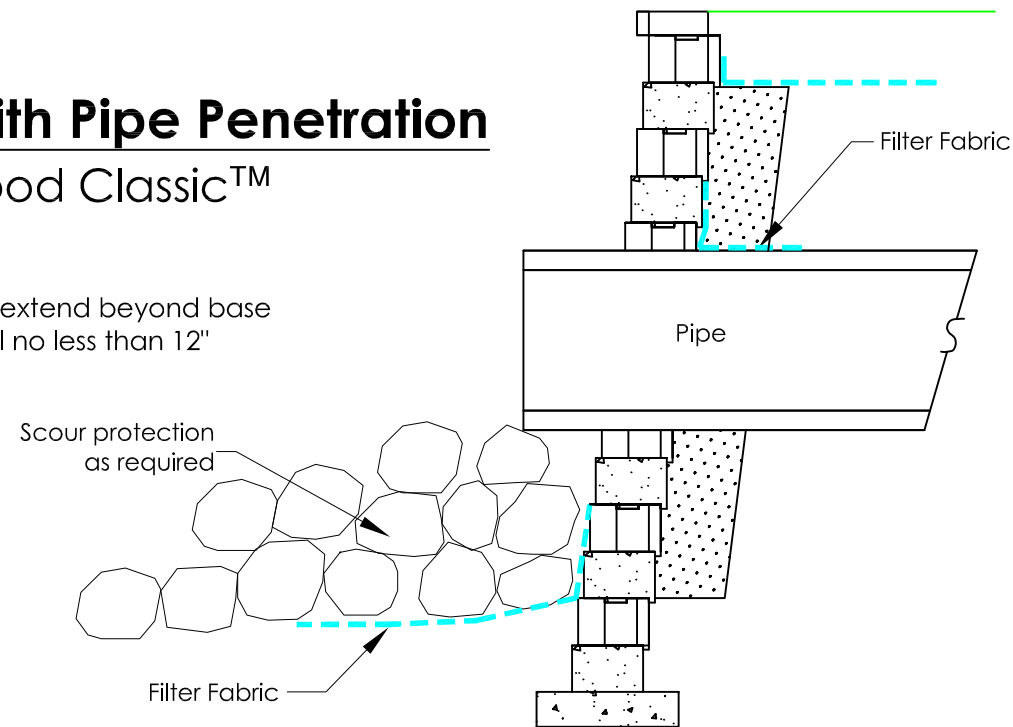 ith Pipe Penetration
ood Classic™
Filter Fabric
extend beyond base
l no less than 12"
Pipe
Scour protection
as required
Filter Fabric